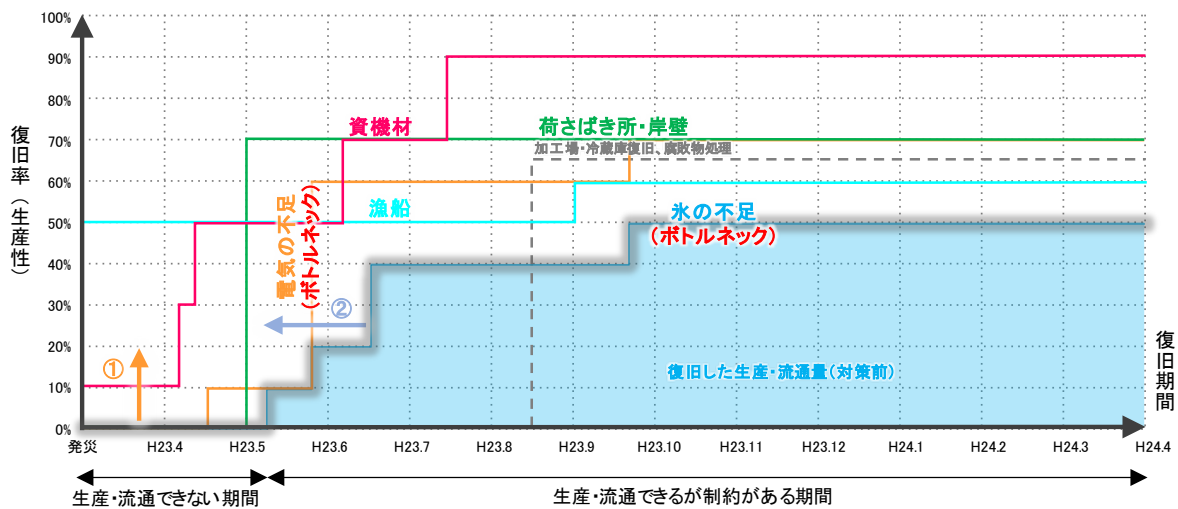 100%
90%
80%
70%
60%
50%
40%
30%
20%
10%
0%
復旧率(生産性)
資機材
荷さばき所・岸壁
加工場・冷蔵庫復旧、腐敗物処理
漁船
電気の不足
(ボトルネック)
氷の不足
(ボトルネック)
①
②
復旧した生産・流通量(対策前)
復旧期間
発災
H23.4
H23.5
H23.6
H23.7
H23.8
H23.9
H23.10
H23.11
H23.12
H24.1
H24.2
H24.3
H24.4
生産・流通できない期間
生産・流通できるが制約がある期間